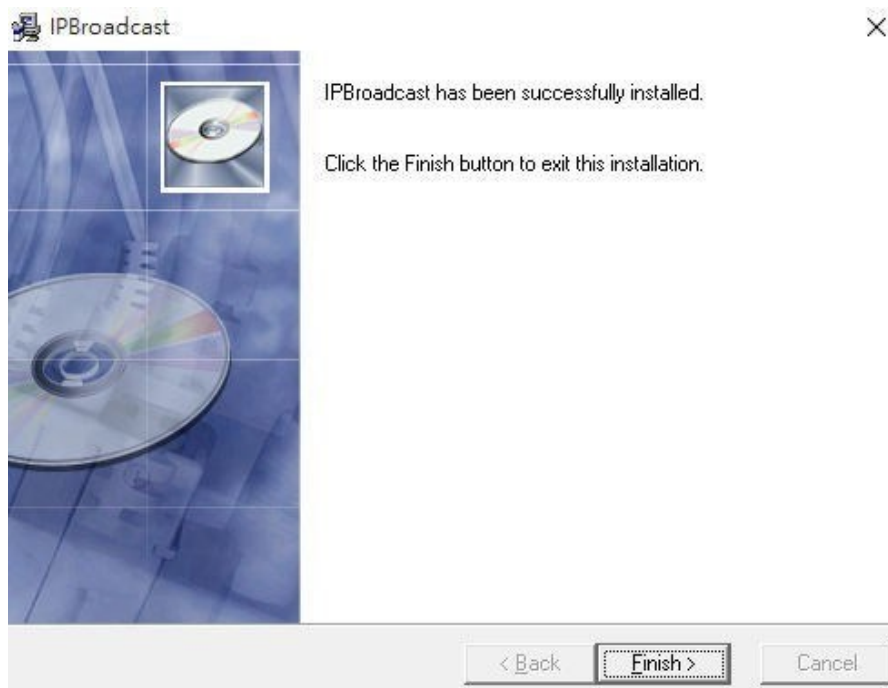 IPBroadcast
IPBroadcast has been successfully installed.
Click the Finish button to exit this installation.
< Back
Finish >
Cancel